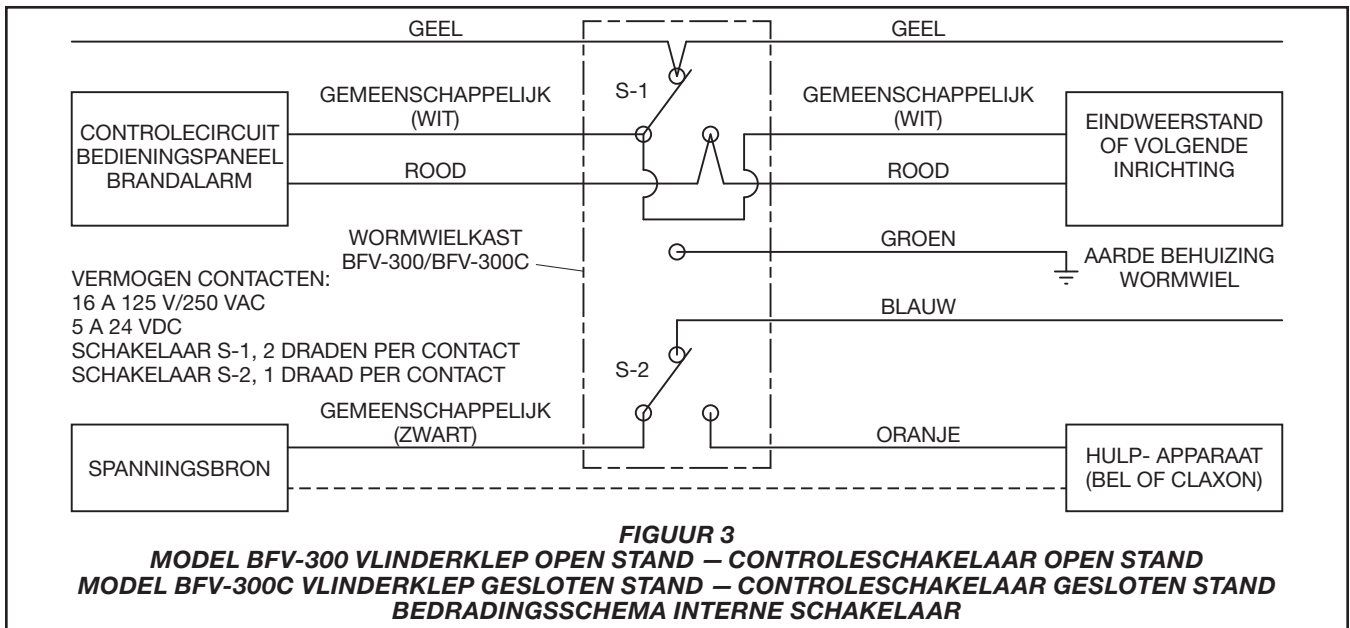 GEEL
GEEL
S-1
GEMEENSCHAPPELIJK
(WIT)
GEMEENSCHAPPELIJK
(WIT)
CONTROLECIRCUIT
BEDIENINGSPANEEL
BRANDALARM
EINDWEERSTAND
OF VOLGENDE
INRICHTING
ROOD
ROOD
WORMWIELKAST
BFV-300/BFV-300C
GROEN
AARDE BEHUIZING
WORMWIEL
VERMOGEN CONTACTEN:
16 A 125 V/250 VAC
5 A 24 VDC
SCHAKELAAR S-1, 2 DRADEN PER CONTACT
SCHAKELAAR S-2, 1 DRAAD PER CONTACT
BLAUW
S-2
GEMEENSCHAPPELIJK
(ZWART)
ORANJE
SPANNINGSBRON
HULP- APPARAAT
(BEL OF CLAXON)
FIGUUR 3
MODEL BFV-300 VLINDERKLEP OPEN STAND — CONTROLESCHAKELAAR OPEN STAND
MODEL BFV-300C VLINDERKLEP GESLOTEN STAND — CONTROLESCHAKELAAR GESLOTEN STAND
BEDRADINGSSCHEMA INTERNE SCHAKELAAR